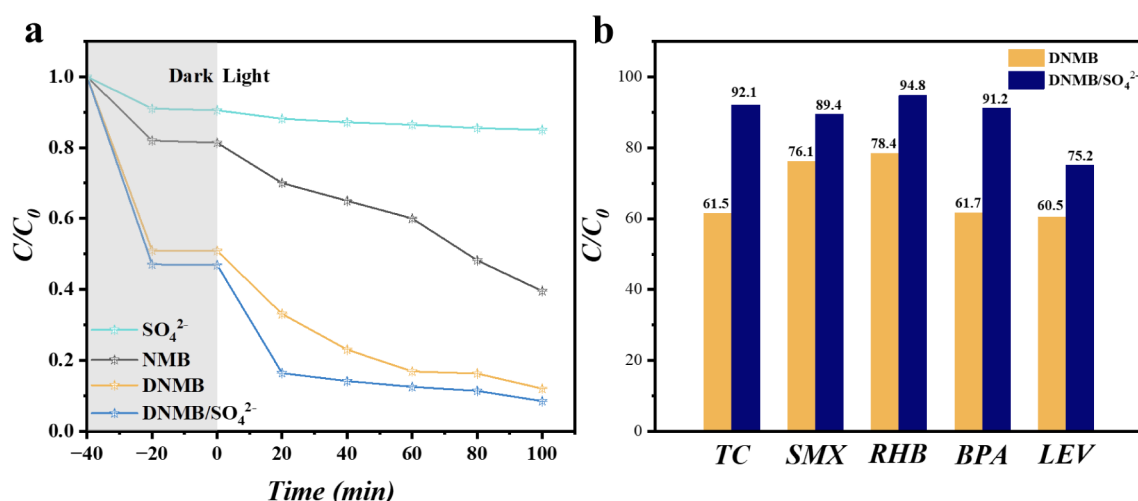 a
Dark Light
1.0
0.8
0.6
0.4
0.2
0.0
C/C₀
SO₄²⁻
NMB
DNMB
DNMB/SO₄²⁻
−40 −20 0 20 40 60 80 100
Time (min)
b
DNMB
DNMB/SO₄²⁻
100
80
60
40
20
0
C/C₀
61.5 92.1 76.1 89.4 78.4 94.8 61.7 91.2 60.5 75.2
TC SMX RHB BPA LEV